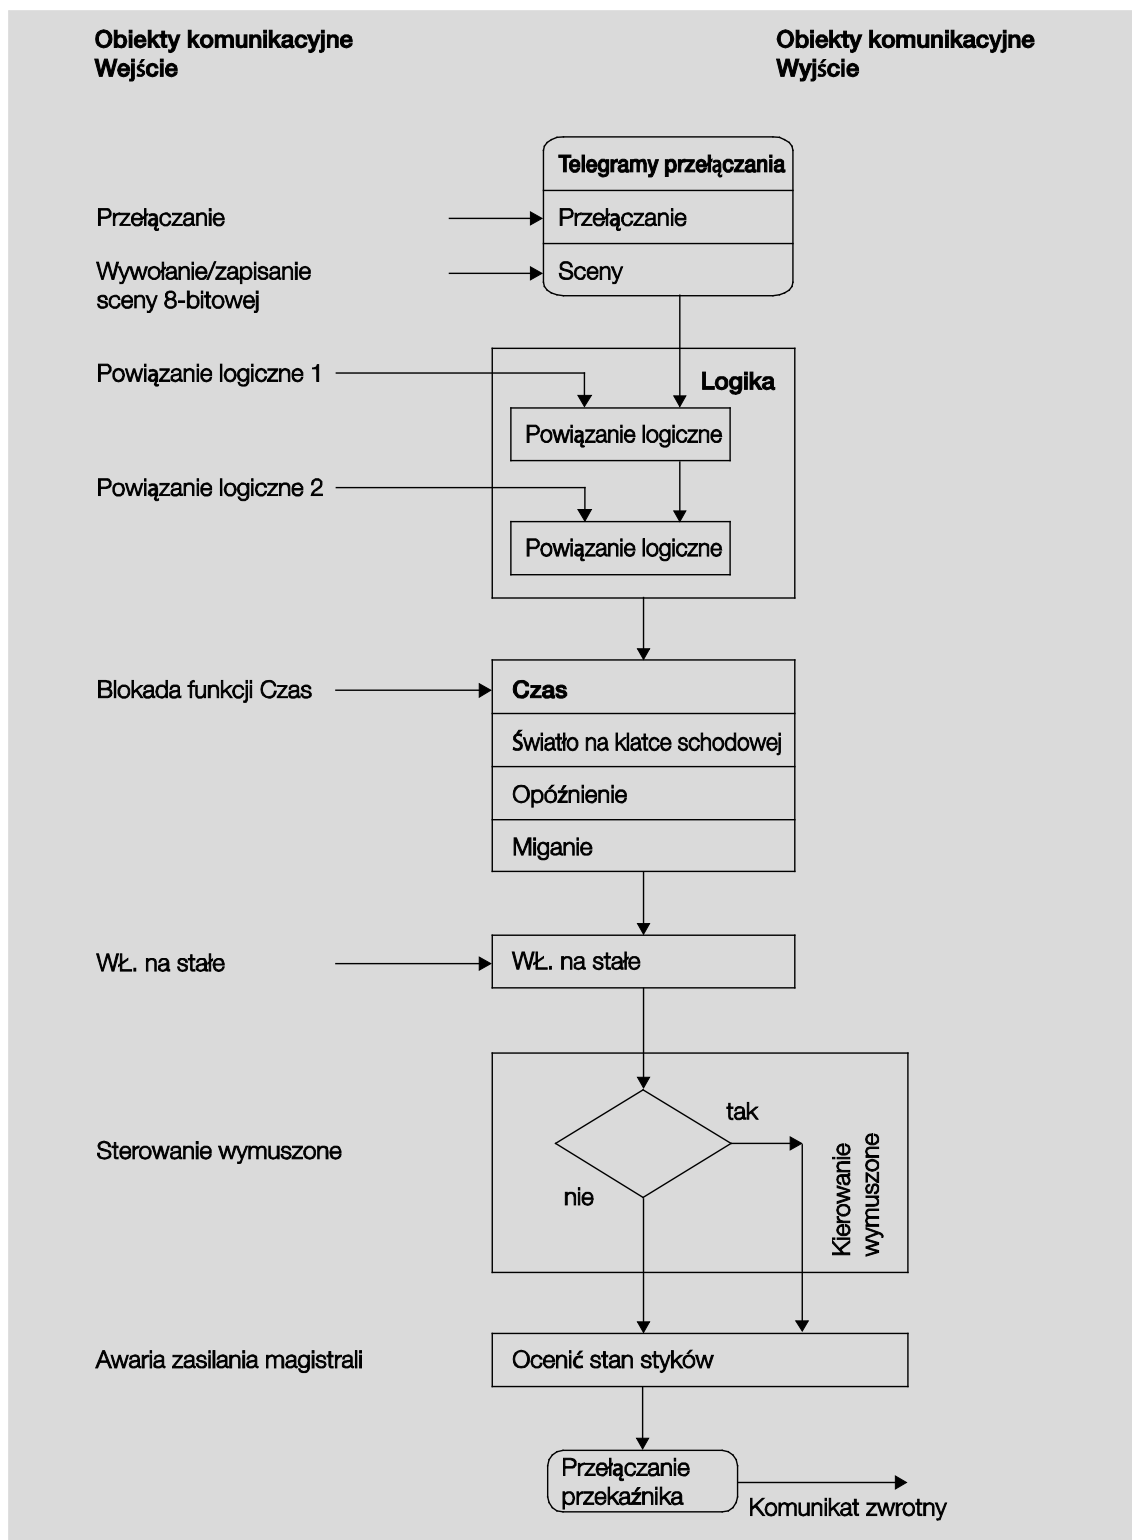 Obiekty komunikacyjne
Wejście
Obiekty komunikacyjne
Wyjście
Telegramy przełączania
Przełączanie
Przełączanie
Wywołanie/zapisanie
sceny 8-bitowej
Sceny
Powiązanie logiczne 1
Logika
Powiązanie logiczne
Powiązanie logiczne 2
Powiązanie logiczne
Blokada funkcji Czas
Czas
Światło na klatce schodowej
Opóźnienie
Miganie
WŁ. na stałe
WŁ. na stałe
tak
Sterowanie wymuszone
nie
Kierowanie
wymuszone
Awaria zasilania magistrali
Ocenić stan styków
Przełączanie
przekaźnika
Komunikat zwrotny